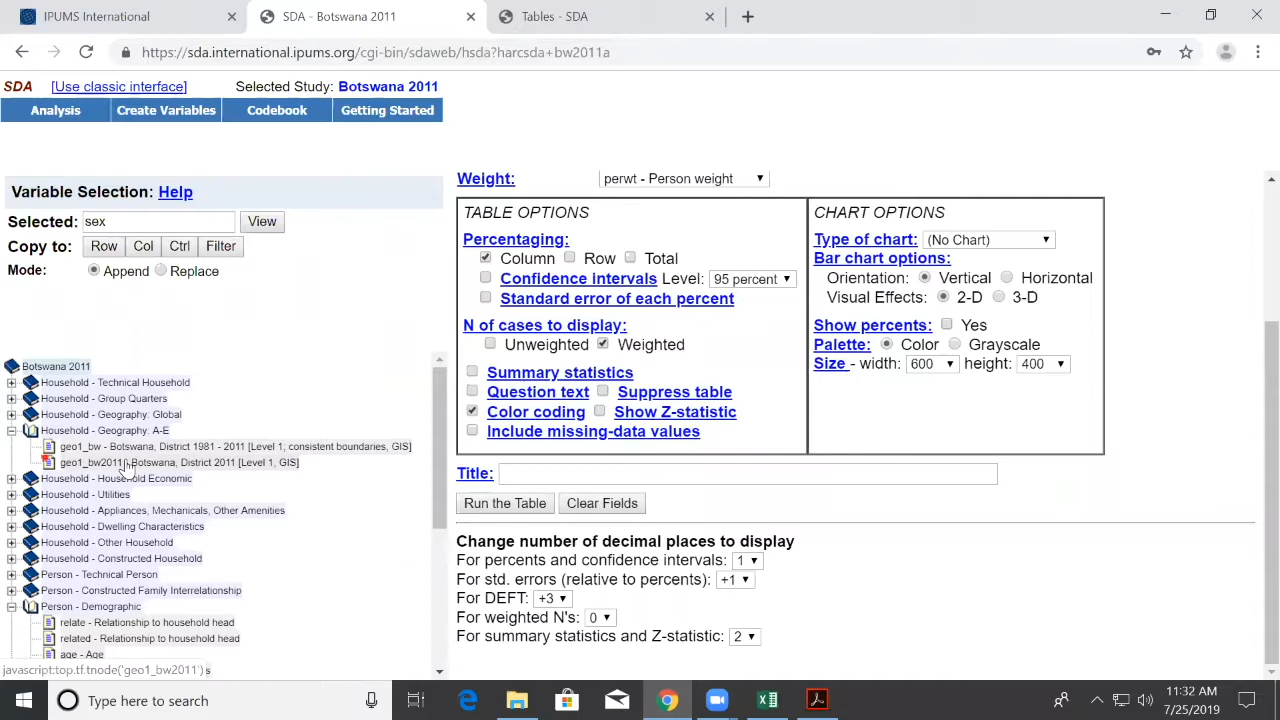 IPUMS International
SDA - Botswana 2011
Tables - SDA
https://sda.international.ipums.org/cgi-bin/sdaweb/hsda?harcsda+bw2011a
SDA [Use classic interface] Selected Study: Botswana 2011
Analysis Create Variables Codebook Getting Started
Variable Selection: Help
Selected: sex View
Copy to: Row Col Ctrl Filter
Mode: Append Replace
Botswana 2011
Household - Technical Household
Household - Group Quarters
Household - Geography: Global
Household - Geography: A-E
geo1_bw - Botswana, District 1981 - 2011 [Level 1; consistent boundaries, GIS]
geo1_bw2011 - Botswana, District 2011 [Level 1, GIS]
Household - Household Economic
Household - Utilities
Household - Appliances, Mechanicals, Other Amenities
Household - Dwelling Characteristics
Household - Other Household
Household - Constructed Household
Person - Technical Person
Person - Constructed Family Interrelationship
Person - Demographic
relate - Relationship to household head
related - Relationship to household head
age - Age
javascript:top.tf.tnode('geo1_bw2011') s
Weight: perwt - Person weight
TABLE OPTIONS
Percentaging:
Column Row Total
Confidence intervals Level: 95 percent
Standard error of each percent
N of cases to display:
Unweighted Weighted
Summary statistics
Question text Suppress table
Color coding Show Z-statistic
Include missing-data values
CHART OPTIONS
Type of chart: (No Chart)
Bar chart options:
Orientation: Vertical Horizontal
Visual Effects: 2-D 3-D
Show percents: Yes
Palette: Color Grayscale
Size - width: 600 height: 400
Title:
Run the Table Clear Fields
Change number of decimal places to display
For percents and confidence intervals: 1
For std. errors (relative to percents): +1
For DEFT: +3
For weighted N's: 0
For summary statistics and Z-statistic: 2
Type here to search
11:32 AM
7/25/2019